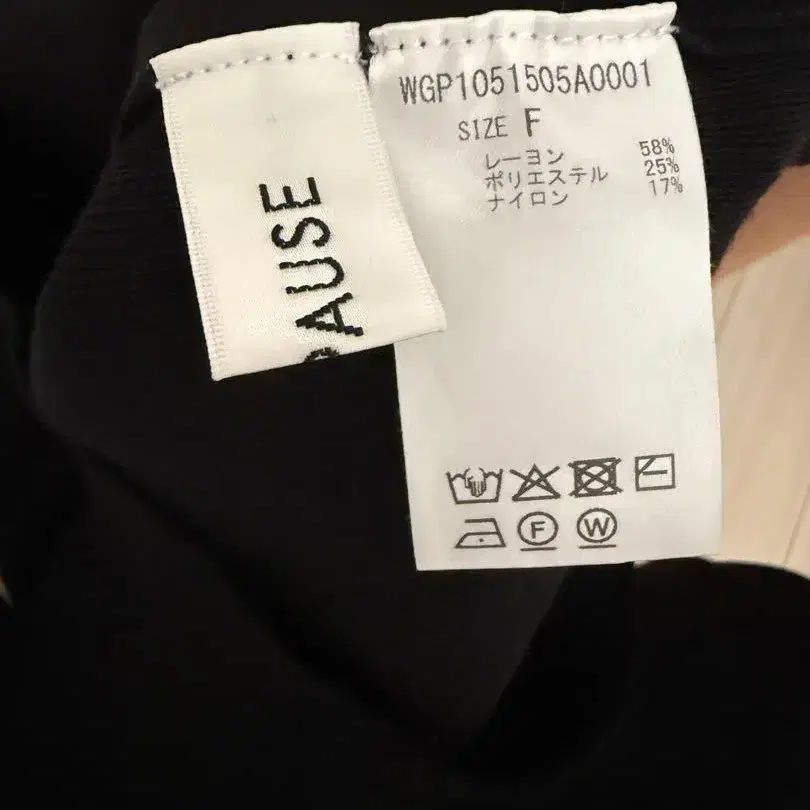 PAUSE
WGP1051505A0001
SIZE F
レーヨン 58%
ポリエステル 25%
ナイロン 17%
F W